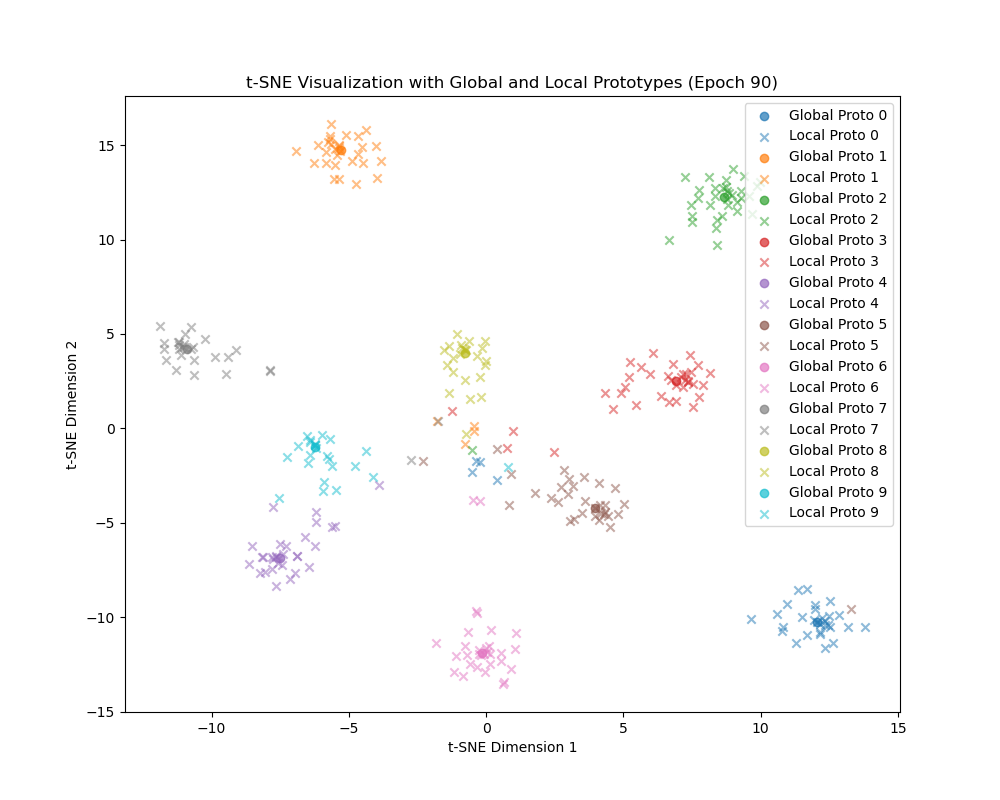 t-SNE Visualization with Global and Local Prototypes (Epoch 90)
Global Proto 0
Local Proto 0
Global Proto 1
Local Proto 1
Global Proto 2
Local Proto 2
Global Proto 3
Local Proto 3
Global Proto 4
Local Proto 4
Global Proto 5
Local Proto 5
Global Proto 6
Local Proto 6
Global Proto 7
Local Proto 7
Global Proto 8
Local Proto 8
Global Proto 9
Local Proto 9
t-SNE Dimension 2
15
10
5
0
−5
−10
−15
−10
−5
0
5
10
15
t-SNE Dimension 1